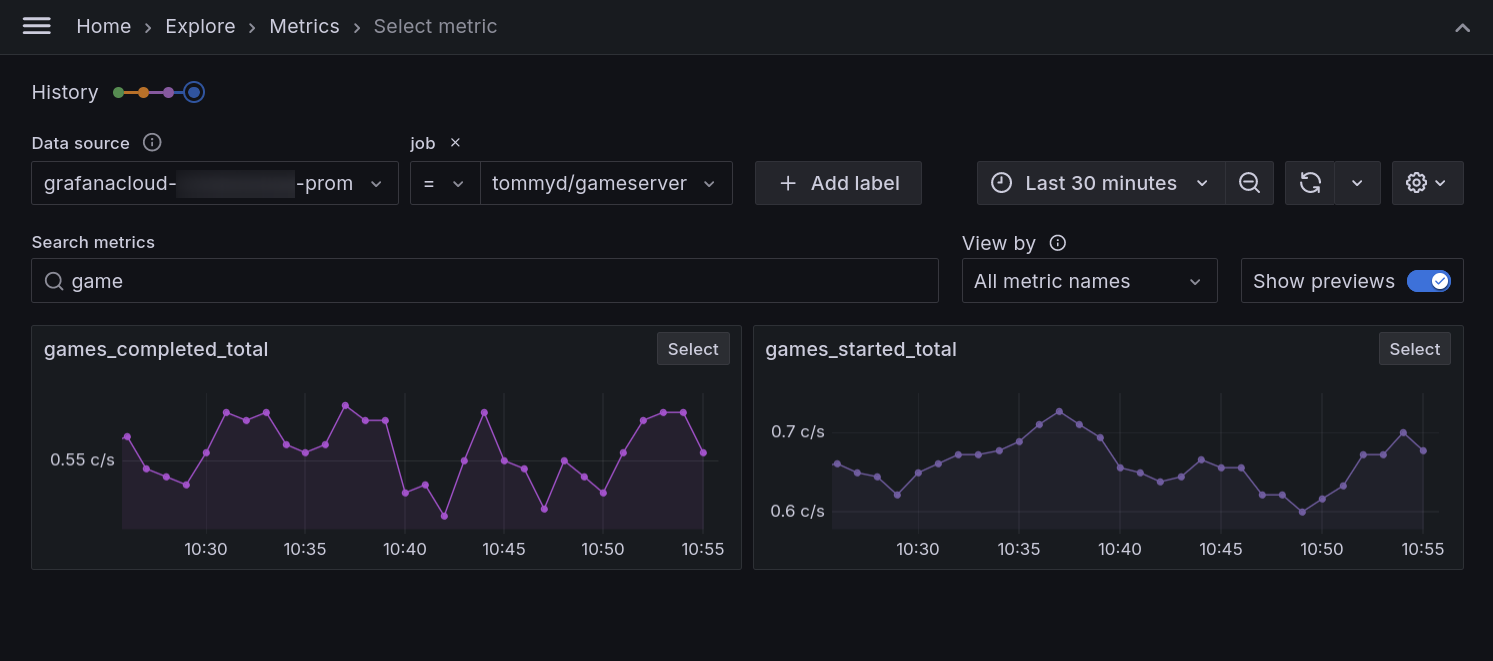 Home › Explore › Metrics › Select metric
History
Data source
job ×
grafanacloud- -prom
= tommyd/gameserver
+ Add label
Last 30 minutes
Search metrics
View by
game
All metric names
Show previews
games_completed_total
Select
0.55 c/s
10:30 10:35 10:40 10:45 10:50 10:55
games_started_total
Select
0.7 c/s
0.6 c/s
10:30 10:35 10:40 10:45 10:50 10:55